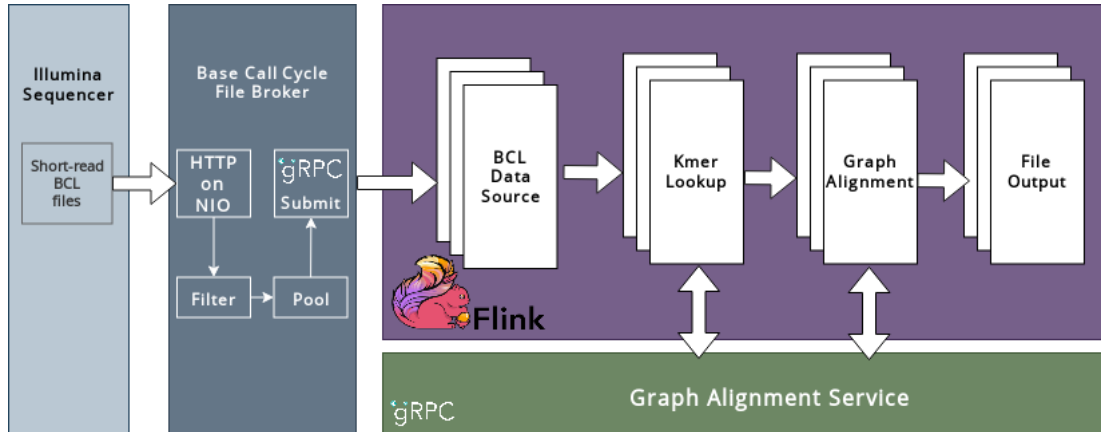 Illumina
Sequencer
Short-read
BCL
files
Base Call Cycle
File Broker
HTTP
on
NIO
gRPC
Submit
Filter
Pool
BCL
Data
Source
Kmer
Lookup
Graph
Alignment
File
Output
Flink
gRPC
Graph Alignment Service